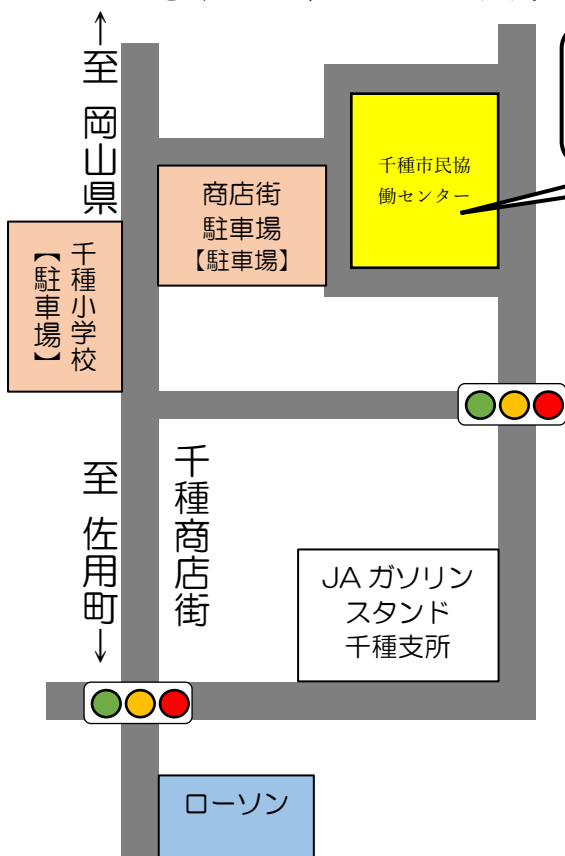 ↑
至 岡山県
千種市民協
働センター
商店街
駐車場
【駐車場】
千種小学校
【駐車場】
千種商店街
至 佐用町
↓
JA ガソリン
スタンド
千種支所
ローソン